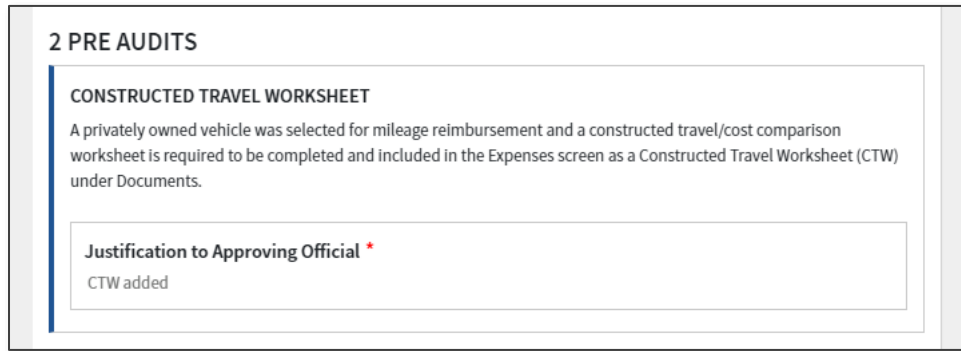 2 PRE AUDITS
CONSTRUCTED TRAVEL WORKSHEET
A privately owned vehicle was selected for mileage reimbursement and a constructed travel/cost comparison
worksheet is required to be completed and included in the Expenses screen as a Constructed Travel Worksheet (CTW)
under Documents.
Justification to Approving Official *
CTW added